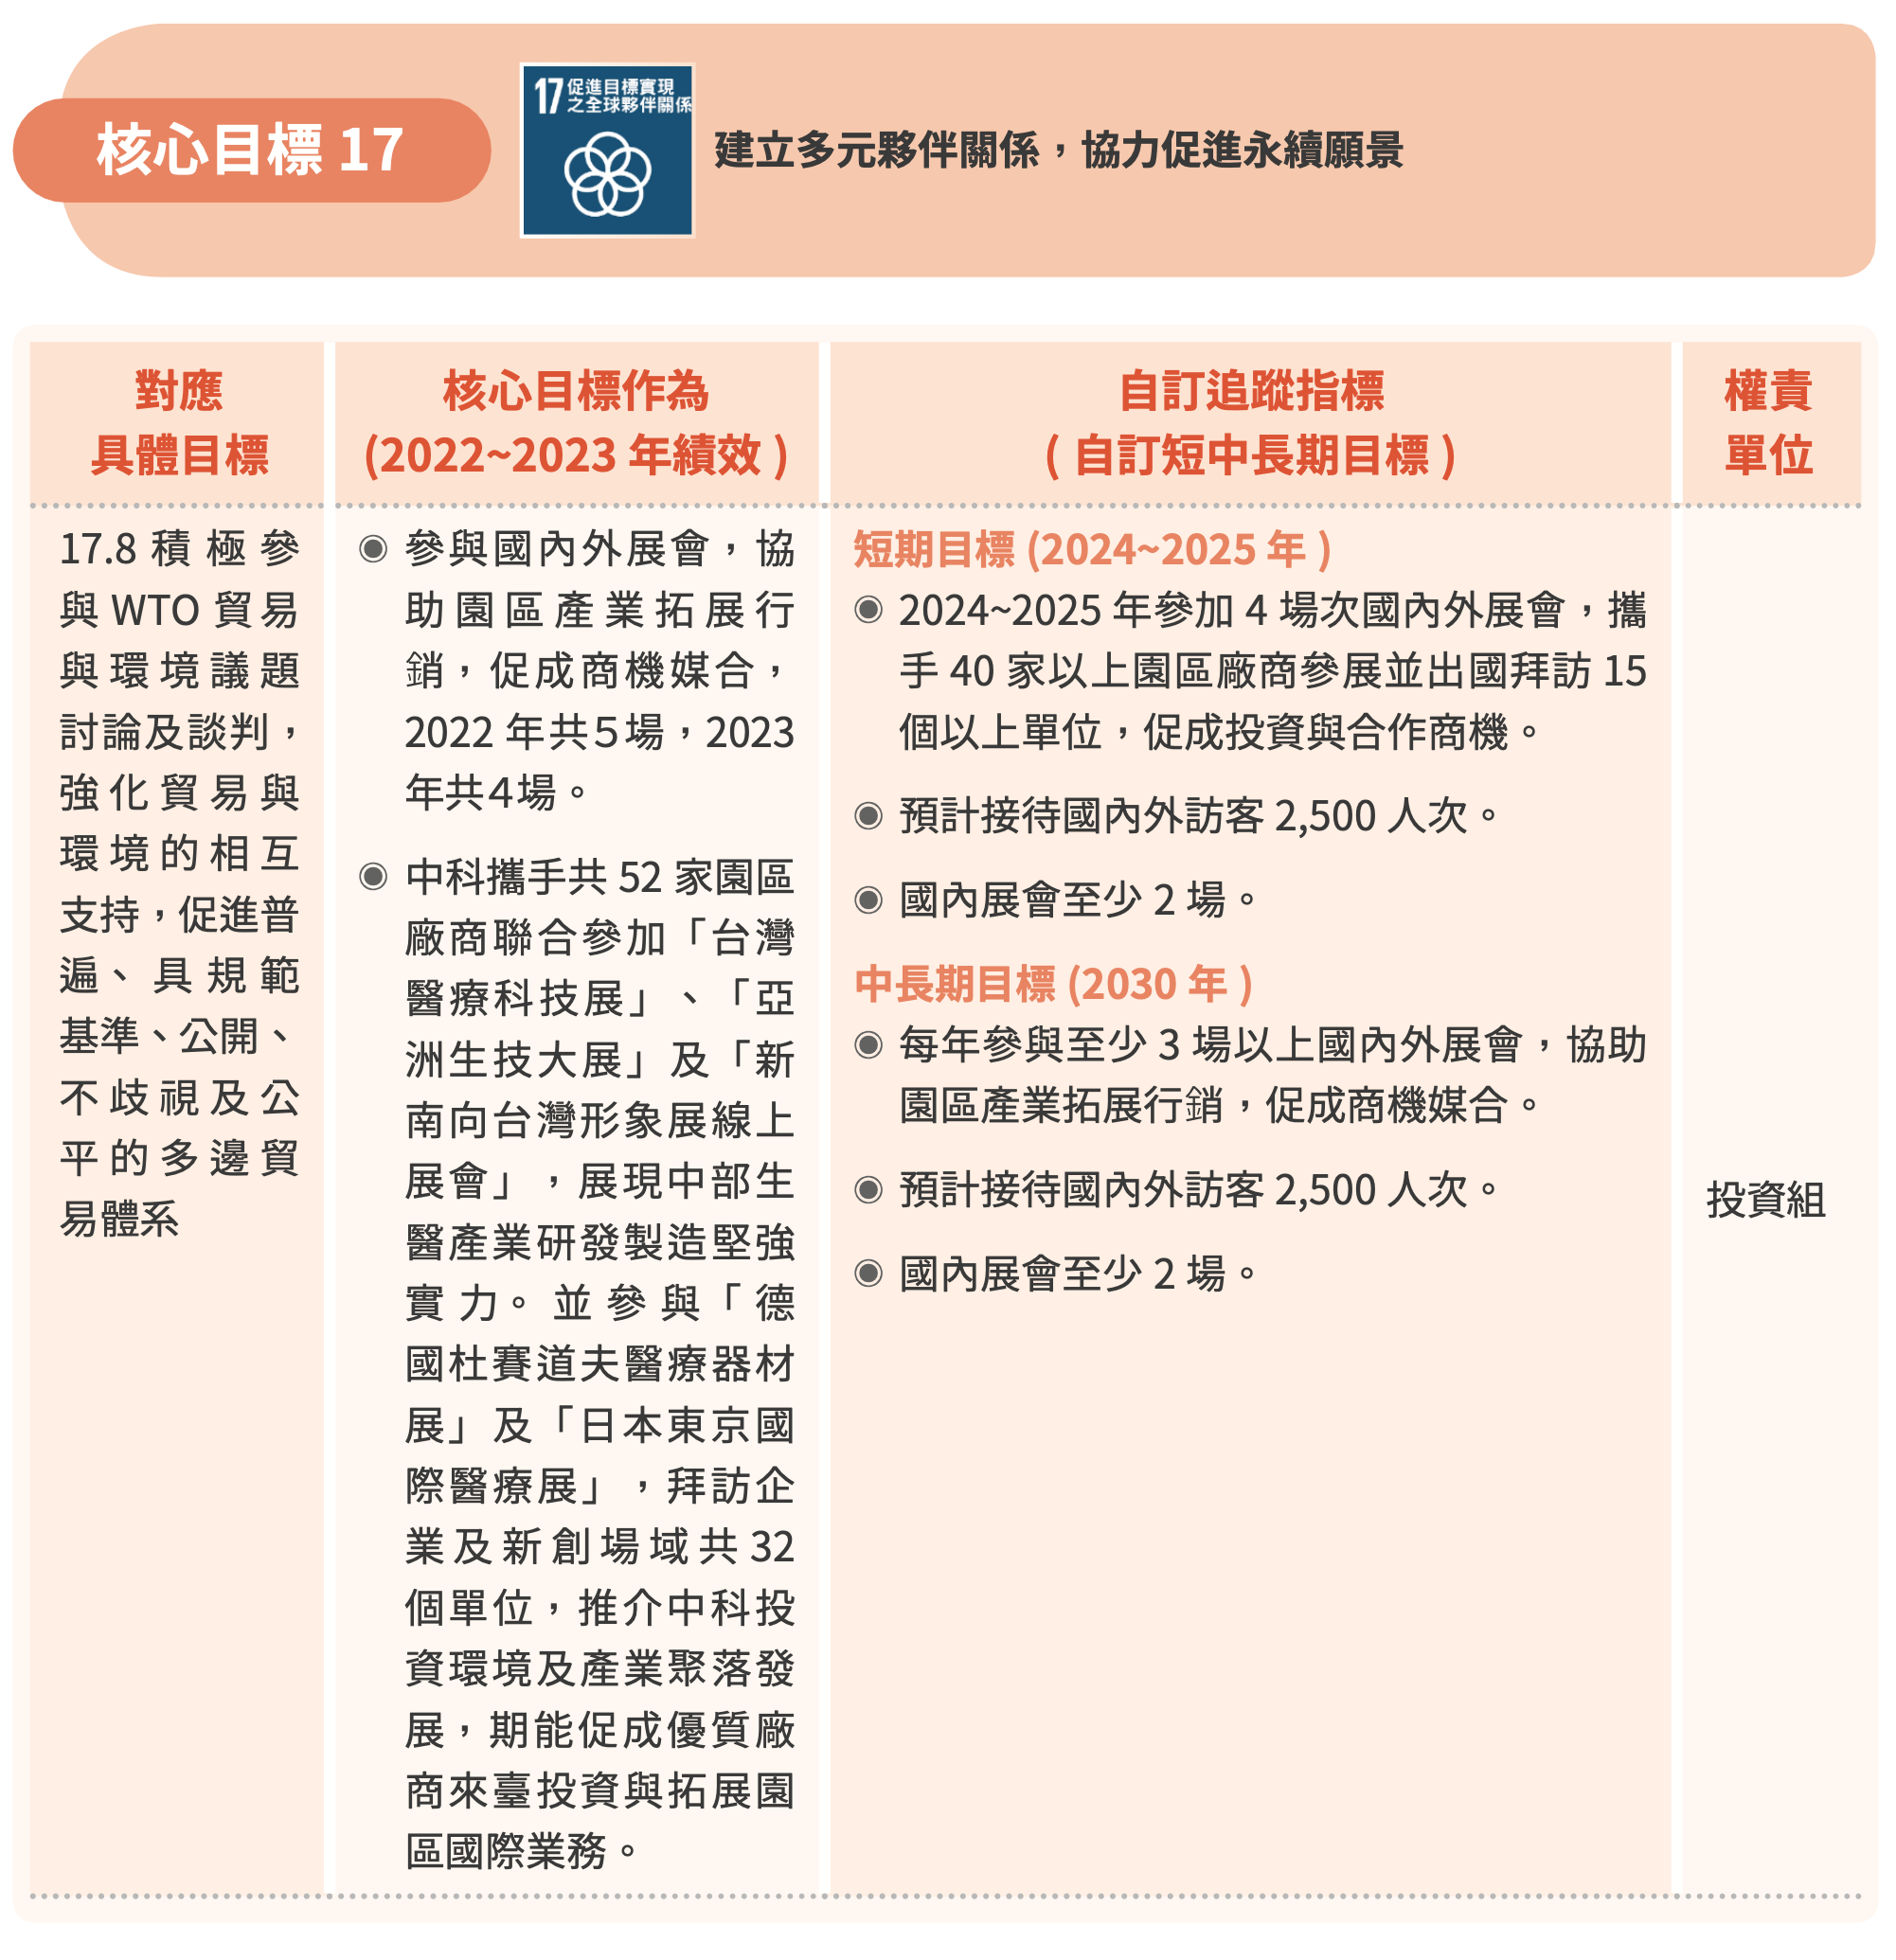 核心目標 17
17 促進目標實現
之全球夥伴關係
建立多元夥伴關係，協力促進永續願景
對應
具體目標
核心目標作為
(2022~2023 年績效 )
自訂追蹤指標
( 自訂短中長期目標 )
權責
單位
17.8 積極參
與 WTO 貿易
與環境議題
討論及談判，
強化貿易與
環境的相互
支持，促進普
遍、具規範
基準、公開、
不歧視及公
平的多邊貿
易體系
◉ 參與國內外展會，協
助園區產業拓展行
銷，促成商機媒合，
2022 年共５場，2023
年共４場。
◉ 中科攜手共 52 家園區
廠商聯合參加「台灣
醫療科技展」、「亞
洲生技大展」及「新
南向台灣形象展線上
展會」，展現中部生
醫產業研發製造堅強
實力。並參與「德
國杜賽道夫醫療器材
展」及「日本東京國
際醫療展」，拜訪企
業及新創場域共 32
個單位，推介中科投
資環境及產業聚落發
展，期能促成優質廠
商來臺投資與拓展園
區國際業務。
短期目標 (2024~2025 年 )
◉ 2024~2025 年參加 4 場次國內外展會，攜
手 40 家以上園區廠商參展並出國拜訪 15
個以上單位，促成投資與合作商機。
◉ 預計接待國內外訪客 2,500 人次。
◉ 國內展會至少 2 場。
中長期目標 (2030 年 )
◉ 每年參與至少 3 場以上國內外展會，協助
園區產業拓展行銷，促成商機媒合。
◉ 預計接待國內外訪客 2,500 人次。
◉ 國內展會至少 2 場。
投資組